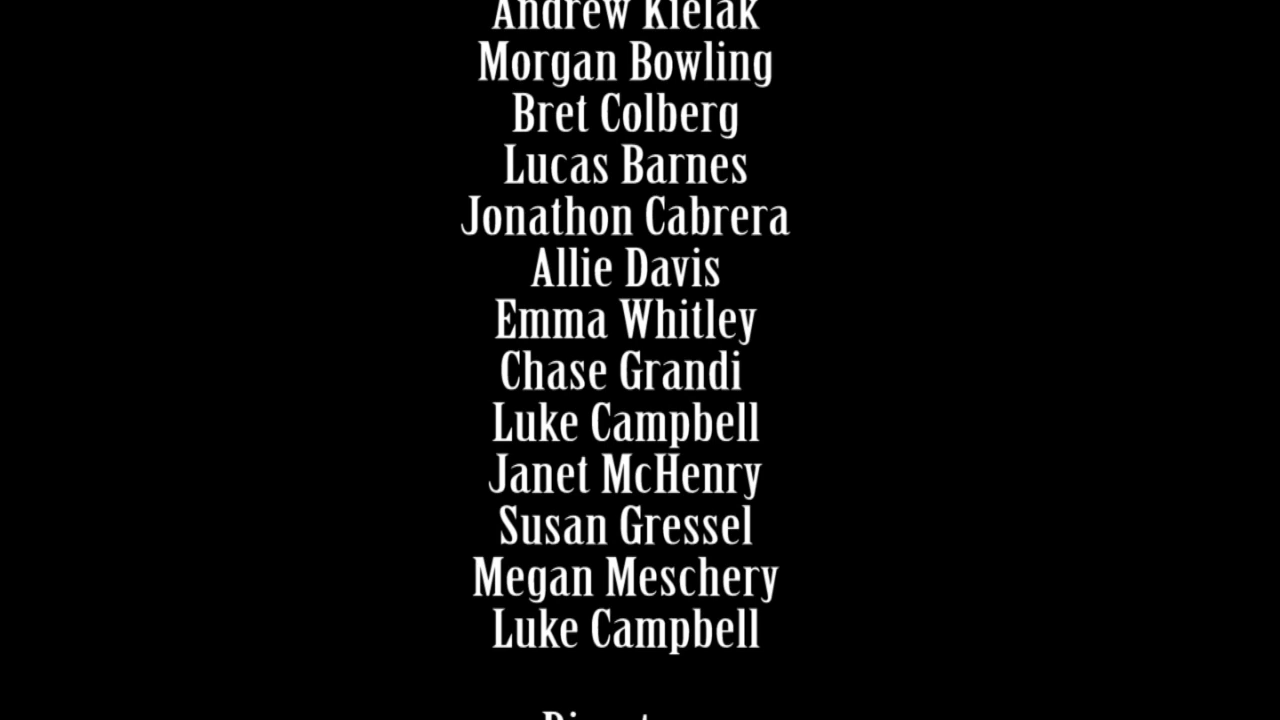 Andrew Kielak
Morgan Bowling
Bret Colberg
Lucas Barnes
Jonathon Cabrera
Allie Davis
Emma Whitley
Chase Grandi
Luke Campbell
Janet McHenry
Susan Gressel
Megan Meschery
Luke Campbell